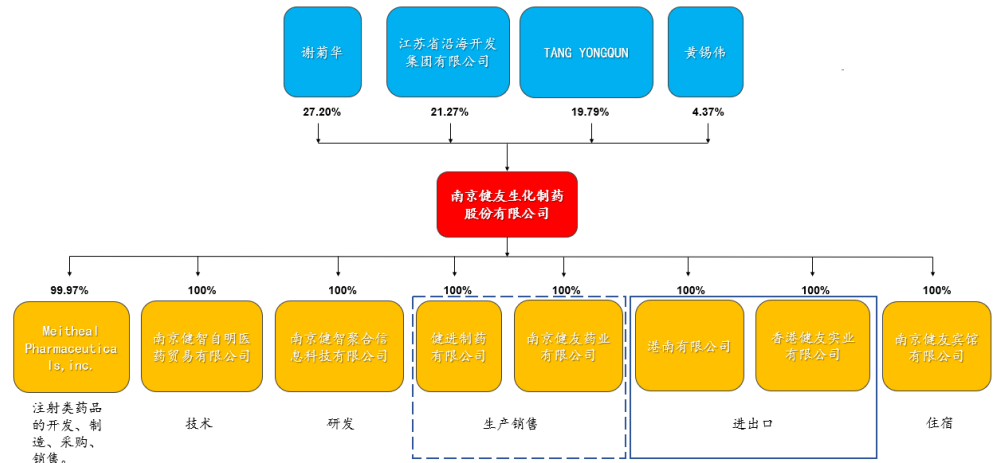 谢菊华
江苏省沿海开发
集团有限公司
TANG YONGQUN
黄锡伟
27.20%
21.27%
19.79%
4.37%
南京健友生化制药
股份有限公司
99.97%
100%
100%
100%
100%
100%
100%
100%
Meitheal
Pharmaceutica
ls,inc.
南京健智自明医
药贸易有限公司
南京健智聚合信
息科技有限公司
健进制药
有限公司
南京健友药业
有限公司
港南有限公司
香港健友实业
有限公司
南京健友宾馆
有限公司
注射类药品
的开发、制
造、采购、
销售。
技术
研发
生产销售
进出口
住宿